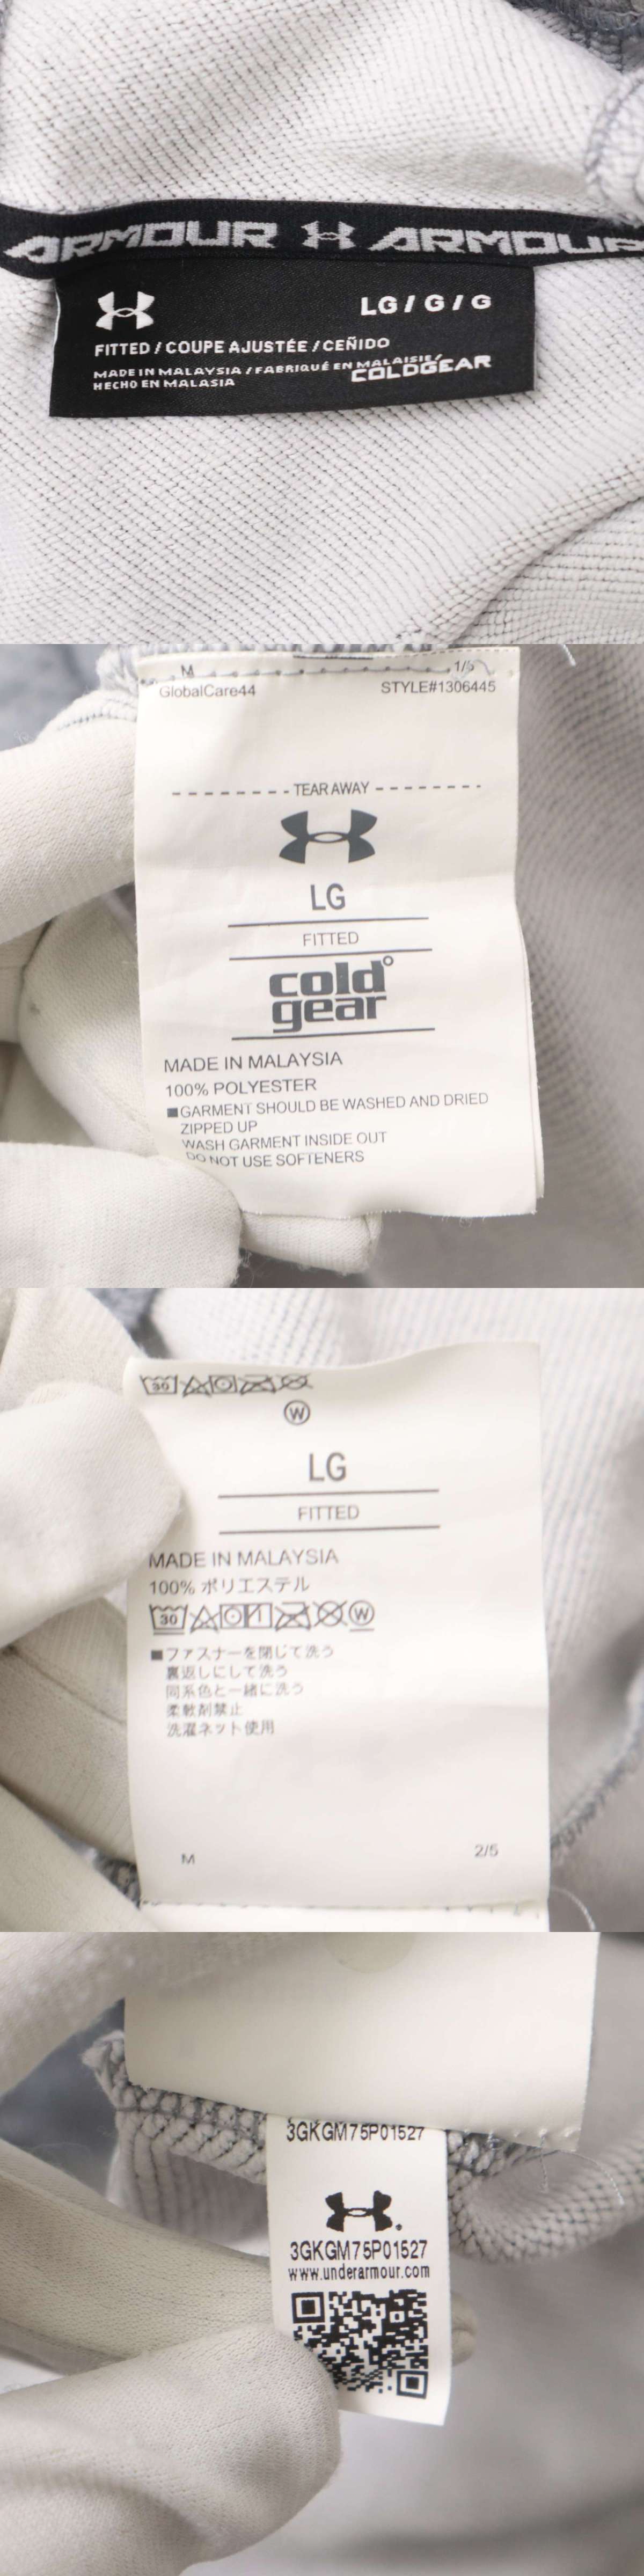 ARMOUR ARMOUR
LG / G / G
FITTED / COUPE AJUSTÉE / CEÑIDO
MADE IN MALAYSIA / FABRIQUÉ EN MALAISIE/
HECHO EN MALASIA
COLDGEAR
M 1/5
GlobalCare44 STYLE#1306445
TEAR AWAY
LG
FITTED
cold
gear
MADE IN MALAYSIA
100% POLYESTER
■GARMENT SHOULD BE WASHED AND DRIED
ZIPPED UP
WASH GARMENT INSIDE OUT
DO NOT USE SOFTENERS
30
W
LG
FITTED
MADE IN MALAYSIA
100% ポリエステル
30 W
■ファスナーを閉じて洗う
裏返しにして洗う
同系色と一緒に洗う
柔軟剤禁止
洗濯ネット使用
M 2/5
3GKGM75P01527
3GKGM75P01527
www.underarmour.com